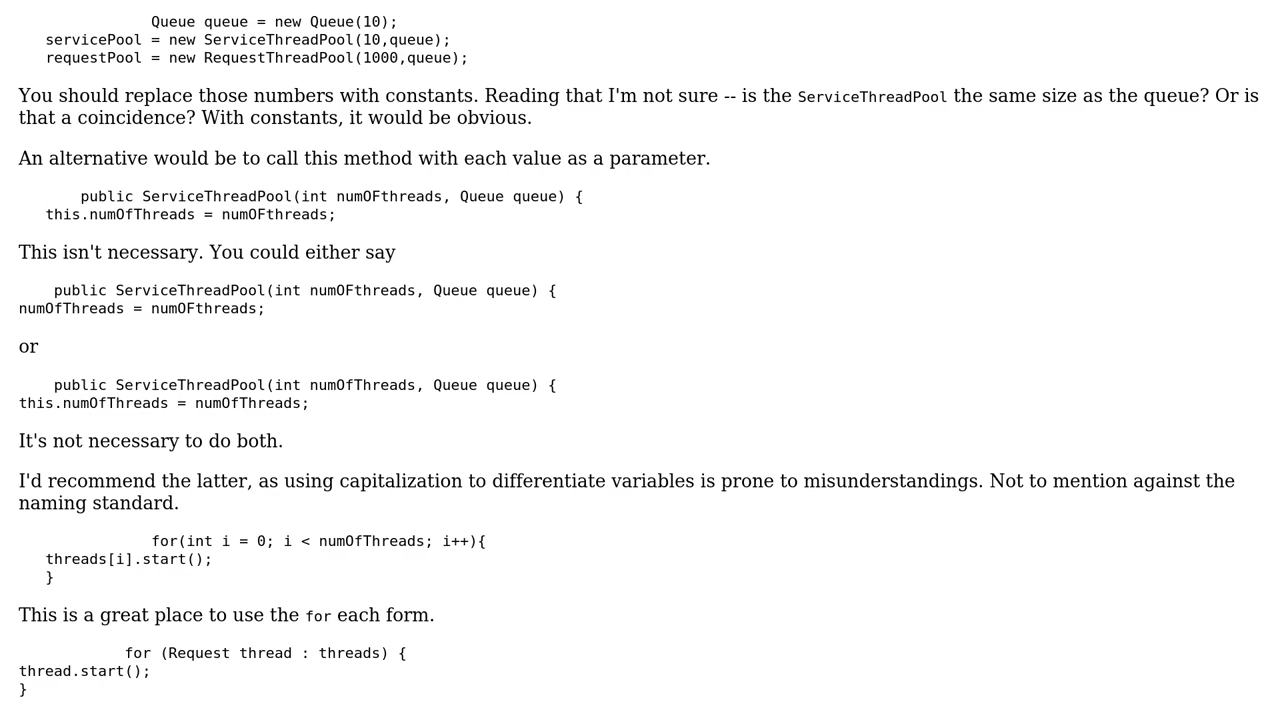 Queue queue = new Queue(10);
servicePool = new ServiceThreadPool(10,queue);
requestPool = new RequestThreadPool(1000,queue);
You should replace those numbers with constants. Reading that I'm not sure -- is the ServiceThreadPool the same size as the queue? Or is
that a coincidence? With constants, it would be obvious.
An alternative would be to call this method with each value as a parameter.
public ServiceThreadPool(int numOFthreads, Queue queue) {
this.numOfThreads = numOFthreads;
This isn't necessary. You could either say
public ServiceThreadPool(int numOFthreads, Queue queue) {
numOfThreads = numOFthreads;
or
public ServiceThreadPool(int numOfThreads, Queue queue) {
this.numOfThreads = numOfThreads;
It's not necessary to do both.
I'd recommend the latter, as using capitalization to differentiate variables is prone to misunderstandings. Not to mention against the
naming standard.
for(int i = 0; i < numOfThreads; i++){
threads[i].start();
}
This is a great place to use the for each form.
for (Request thread : threads) {
thread.start();
}